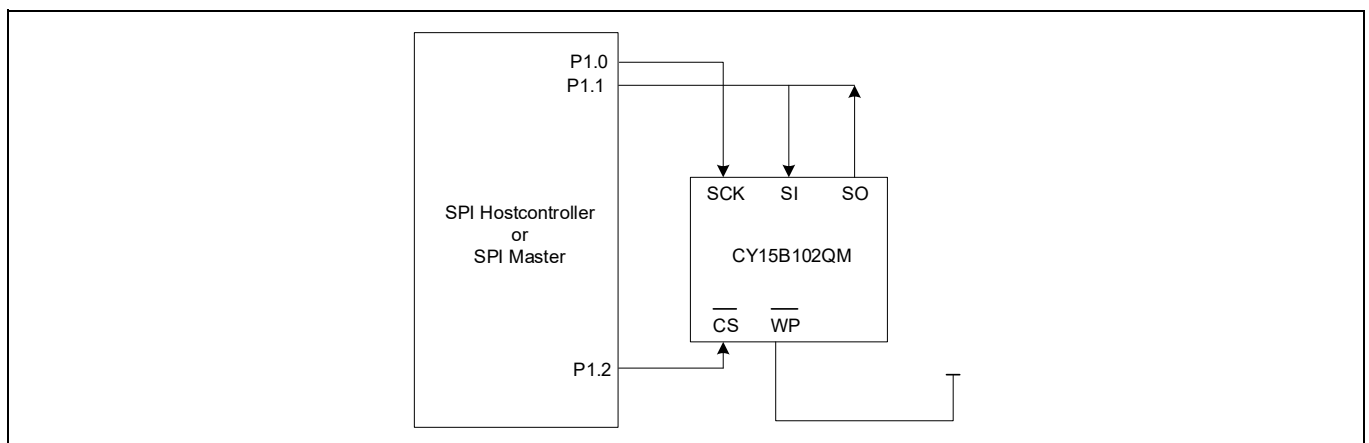 P1.0
P1.1
SCK SI SO
SPI Hostcontroller
or
SPI Master
CY15B102QM
CS WP
P1.2